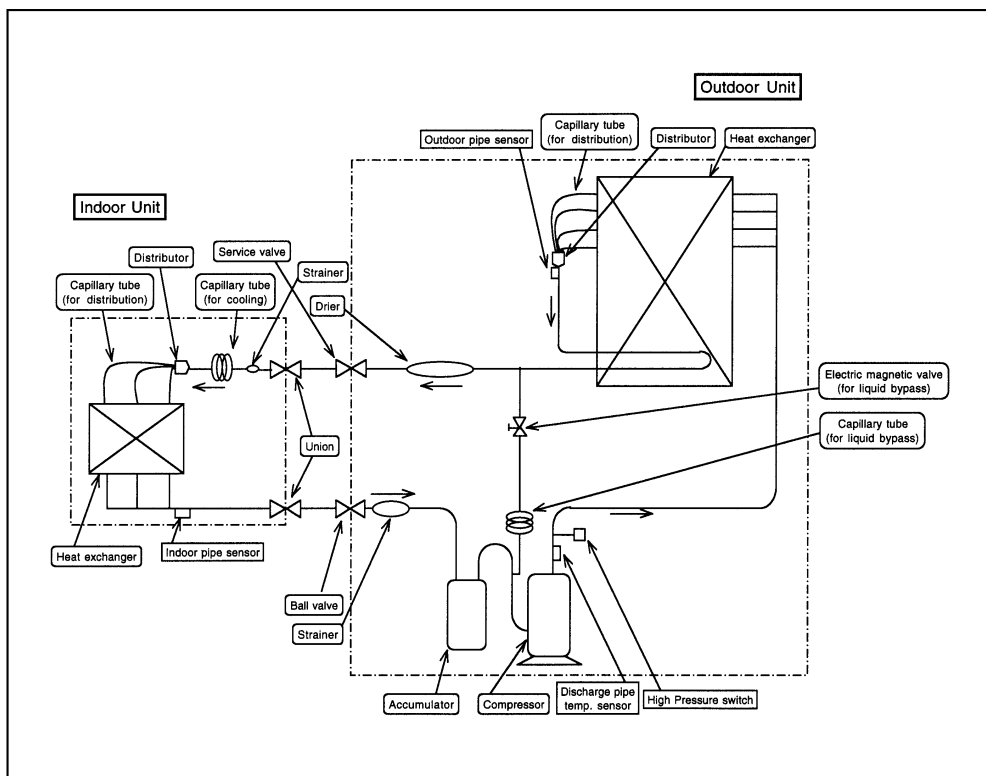 Outdoor Unit
Capillary tube
(for distribution)
Outdoor pipe sensor
Distributor
Heat exchanger
Indoor Unit
Distributor
Service valve
Strainer
Capillary tube
(for distribution)
Capillary tube
(for cooling)
Drier
Electric magnetic valve
(for liquid bypass)
Capillary tube
(for liquid bypass)
Union
Heat exchanger
Indoor pipe sensor
Ball valve
Strainer
Accumulator
Compressor
Discharge pipe
temp. sensor
High Pressure switch